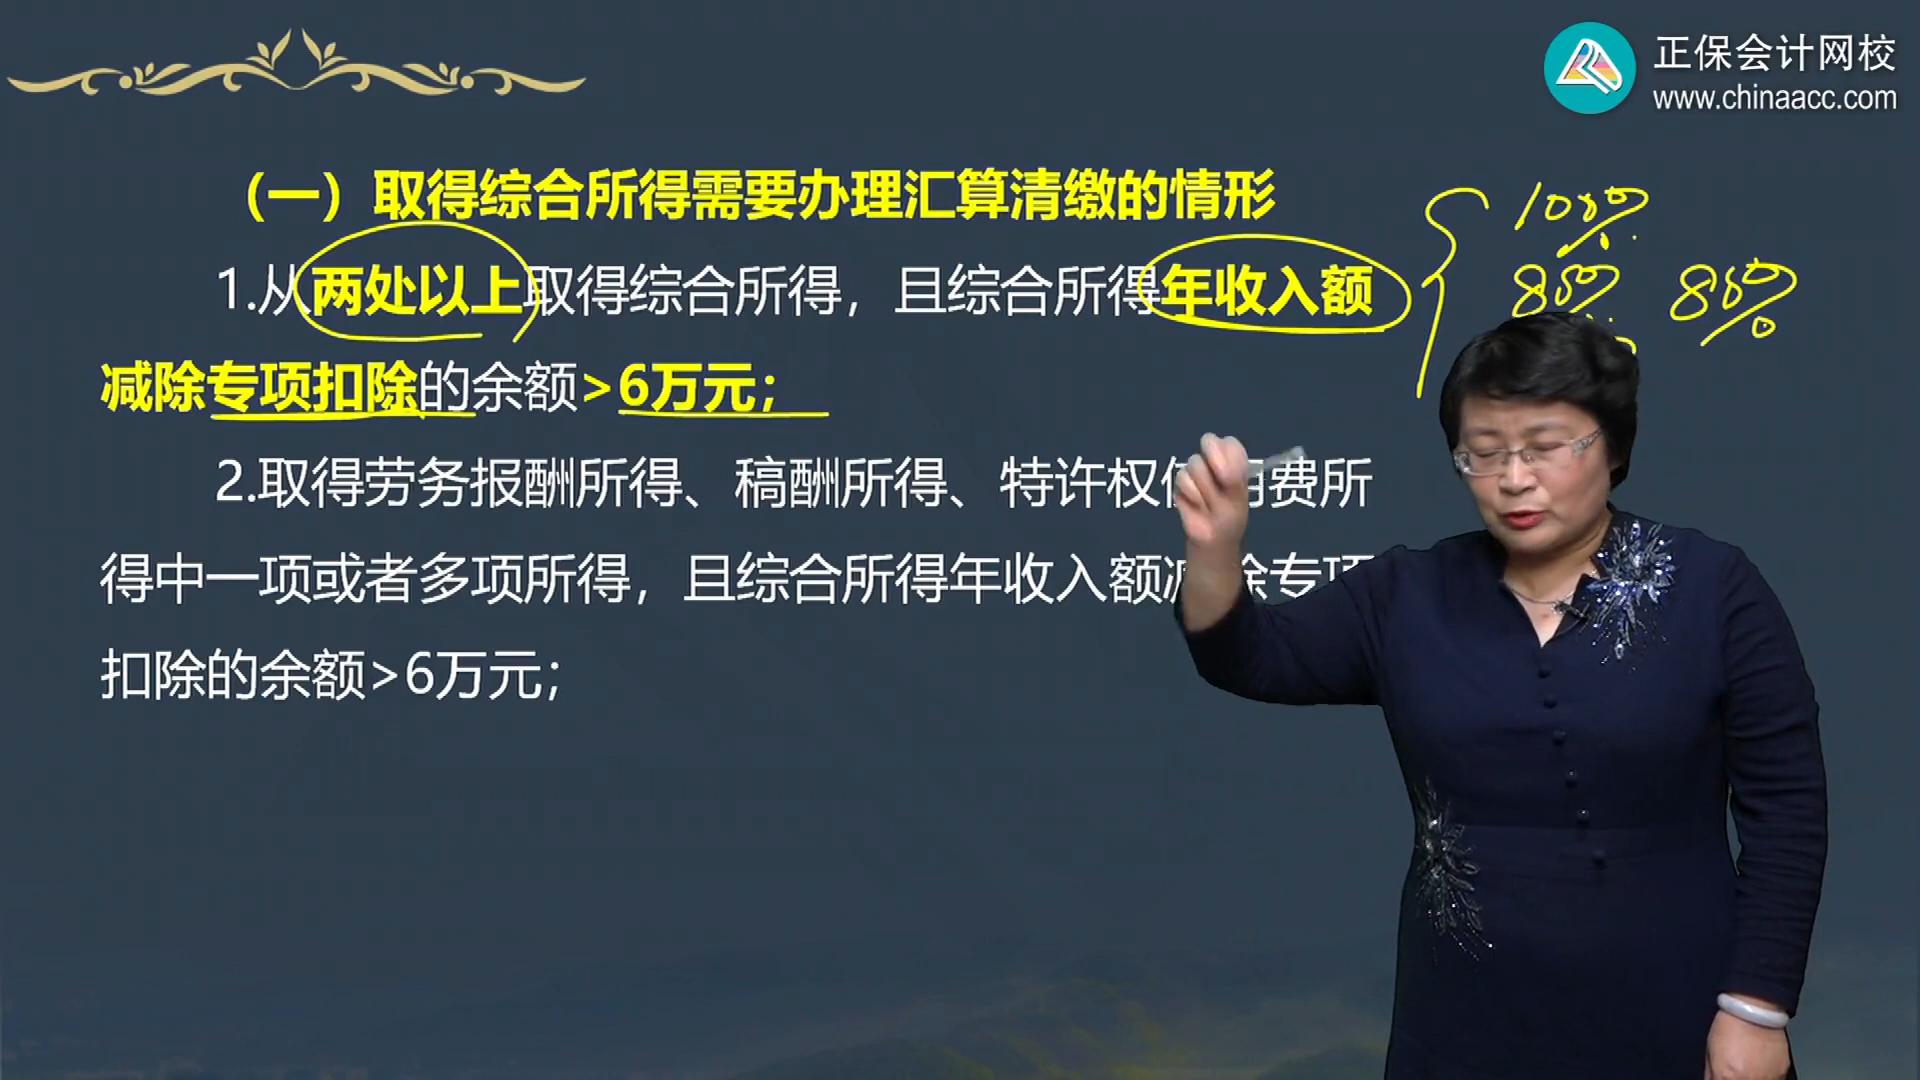 正保会计网校
www.chinaacc.com
（一）取得综合所得需要办理汇算清缴的情形
1.从两处以上取得综合所得，且综合所得年收入额
减除专项扣除的余额>6万元；
2.取得劳务报酬所得、稿酬所得、特许权使用费所
得中一项或者多项所得，且综合所得年收入额减除专项
扣除的余额>6万元；
100%
80% 80%